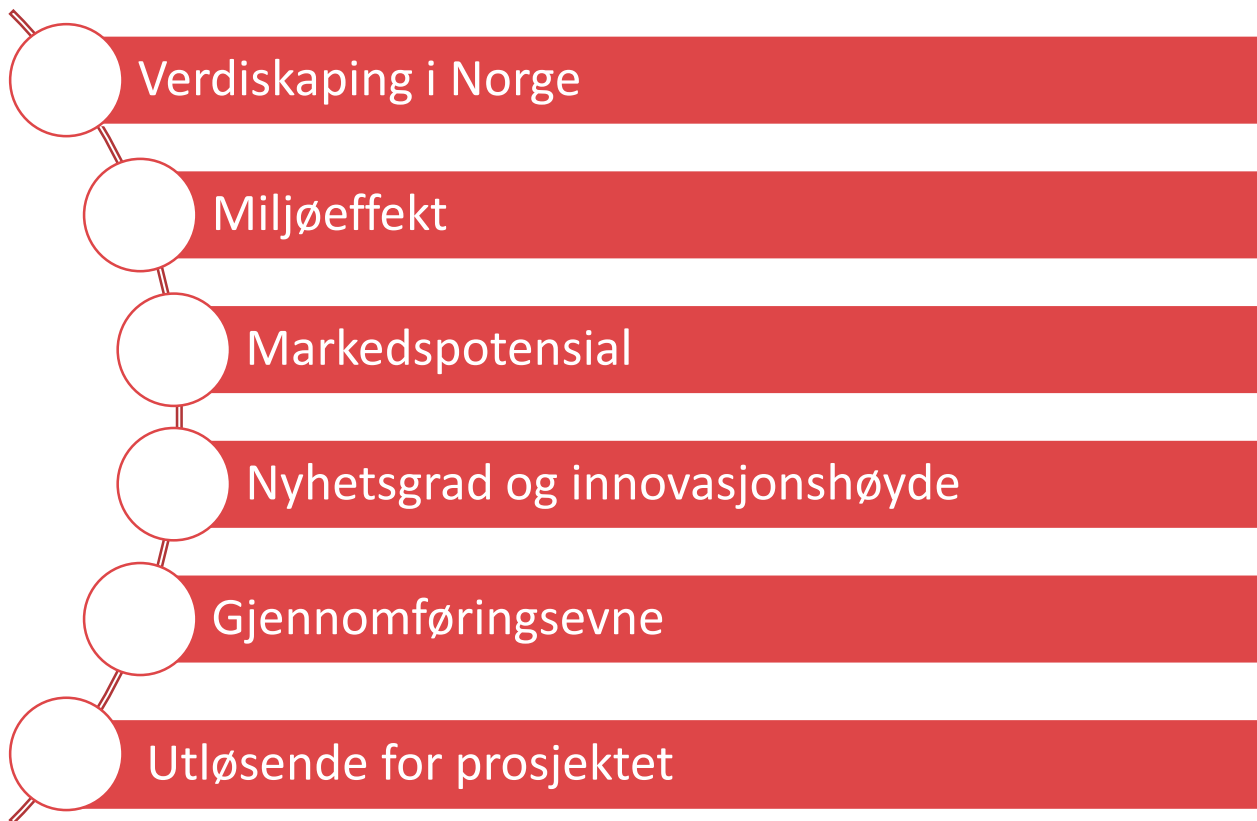 Verdiskaping i Norge
Miljøeffekt
Markedspotensial
Nyhetsgrad og innovasjonshøyde
Gjennomføringsevne
Utløsende for prosjektet